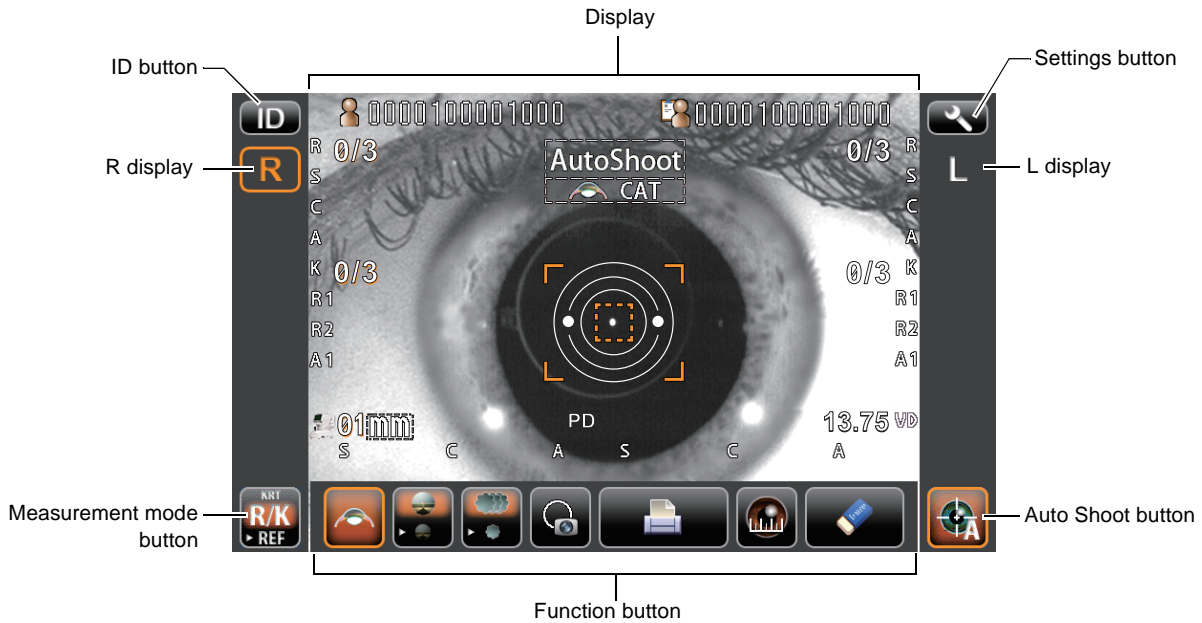 Display
ID button
Settings button
ID
0000100001000
0000100001000
R display
R
R 0/3
AutoShoot
0/3 R
L
L display
S
CAT
S
C
C
A
A
K 0/3
0/3 K
R1
R1
R2
R2
A1
A1
PD
01mm
13.75 VD
S C A S C A
Measurement mode
button
KRT
R/K
REF
eraser
A
Auto Shoot button
Function button